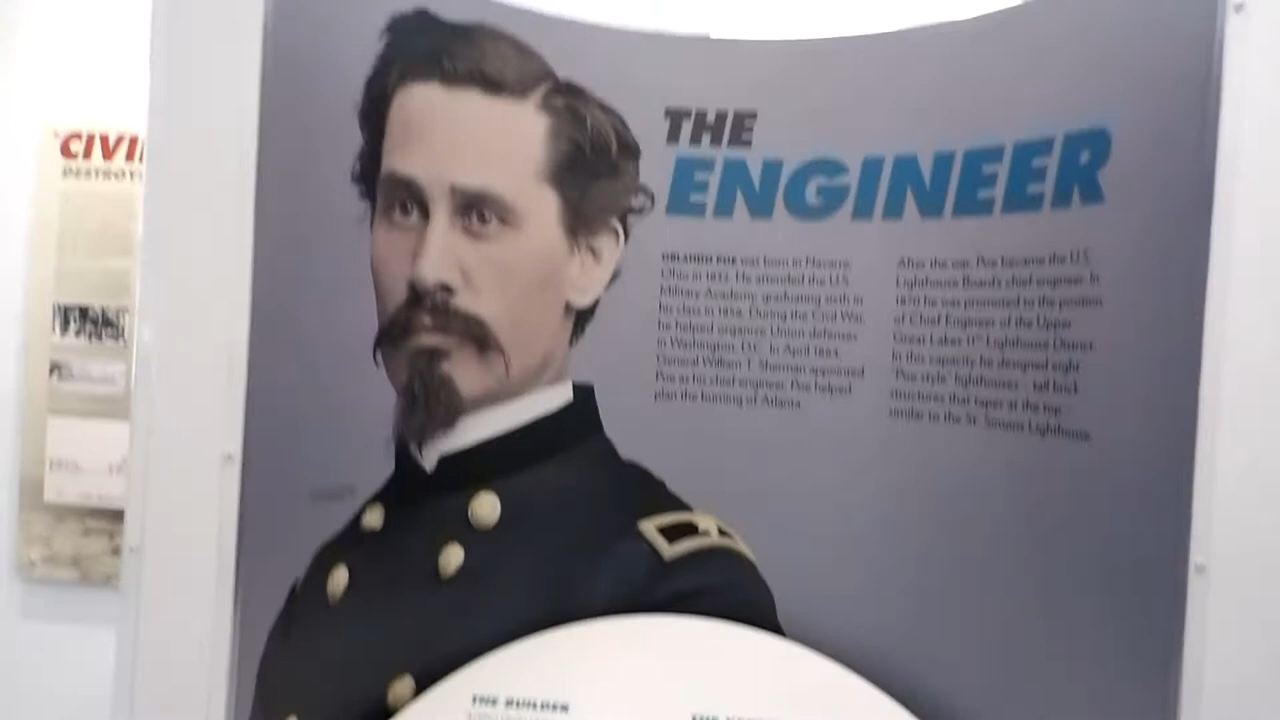 CIVI
DESTROY
THE
ENGINEER
ORLANDO POE was born in Navarre,
Ohio in 1832. He attended the U.S.
Military Academy, graduating sixth in
his class in 1856. During the Civil War,
he helped organize Union defenses
in Washington, D.C. In April 1863,
General William T. Sherman appointed
Poe as his chief engineer. Poe helped
plan the burning of Atlanta.
After the war, Poe became the U.S.
Lighthouse Board's chief engineer. In
1870 he was promoted to the position
of Chief Engineer of the Upper
Great Lakes 11th Lighthouse District.
In this capacity he designed eight
"Poe style" lighthouses - tall brick
structures that taper at the top
similar to the St. Simons Lighthouse.
THE BUILDER
THE